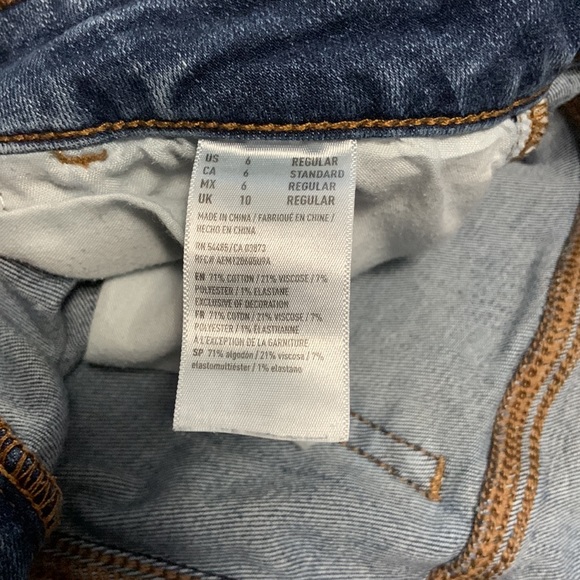 US 6 REGULAR
CA 6 STANDARD
MX 6 REGULAR
UK 10 REGULAR
MADE IN CHINA / FABRIQUÉ EN CHINE /
HECHO EN CHINA
RN 54485/CA 03873
RFC# AEM120605U9A
EN 71% COTTON / 21% VISCOSE / 7%
POLYESTER / 1% ELASTANE
EXCLUSIVE OF DECORATION
FR 71% COTON / 21% VISCOSE / 7%
POLYESTER / 1% ÉLASTHANNE
À L'EXCEPTION DE LA GARNITURE
SP 71% algodón / 21% viscosa / 7%
elastomultiéster / 1% elastano